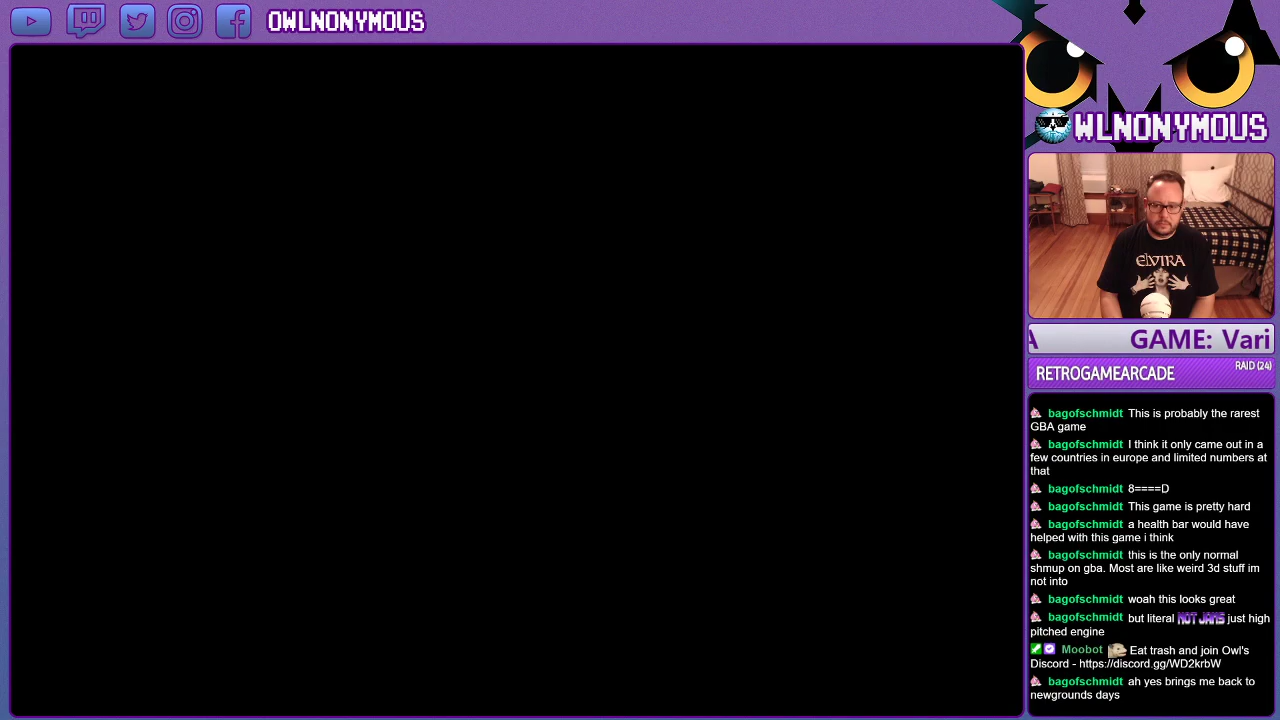 OWLNONYMOUS
WLNONYMOUS
ELVIRA
A GAME: Vari
RETROGAMEARCADE RAID (24)
bagofschmidt This is probably the rarest
GBA game
bagofschmidt I think it only came out in a
few countries in europe and limited numbers at
that
bagofschmidt 8====D
bagofschmidt This game is pretty hard
bagofschmidt a health bar would have
helped with this game i think
bagofschmidt this is the only normal
shmup on gba. Most are like weird 3d stuff im
not into
bagofschmidt woah this looks great
bagofschmidt but literal NOT JAMS just high
pitched engine
Moobot Eat trash and join Owl's
Discord - https://discord.gg/WD2krbW
bagofschmidt ah yes brings me back to
newgrounds days